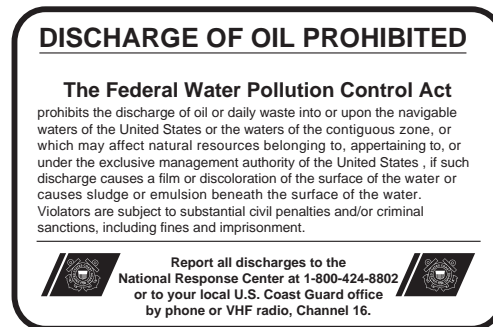 DISCHARGE OF OIL PROHIBITED
The Federal Water Pollution Control Act
prohibits the discharge of oil or daily waste into or upon the navigable
waters of the United States or the waters of the contiguous zone, or
which may affect natural resources belonging to, appertaining to, or
under the exclusive management authority of the United States , if such
discharge causes a film or discoloration of the surface of the water or
causes sludge or emulsion beneath the surface of the water.
Violators are subject to substantial civil penalties and/or criminal
sanctions, including fines and imprisonment.
Report all discharges to the
National Response Center at 1-800-424-8802
or to your local U.S. Coast Guard office
by phone or VHF radio, Channel 16.